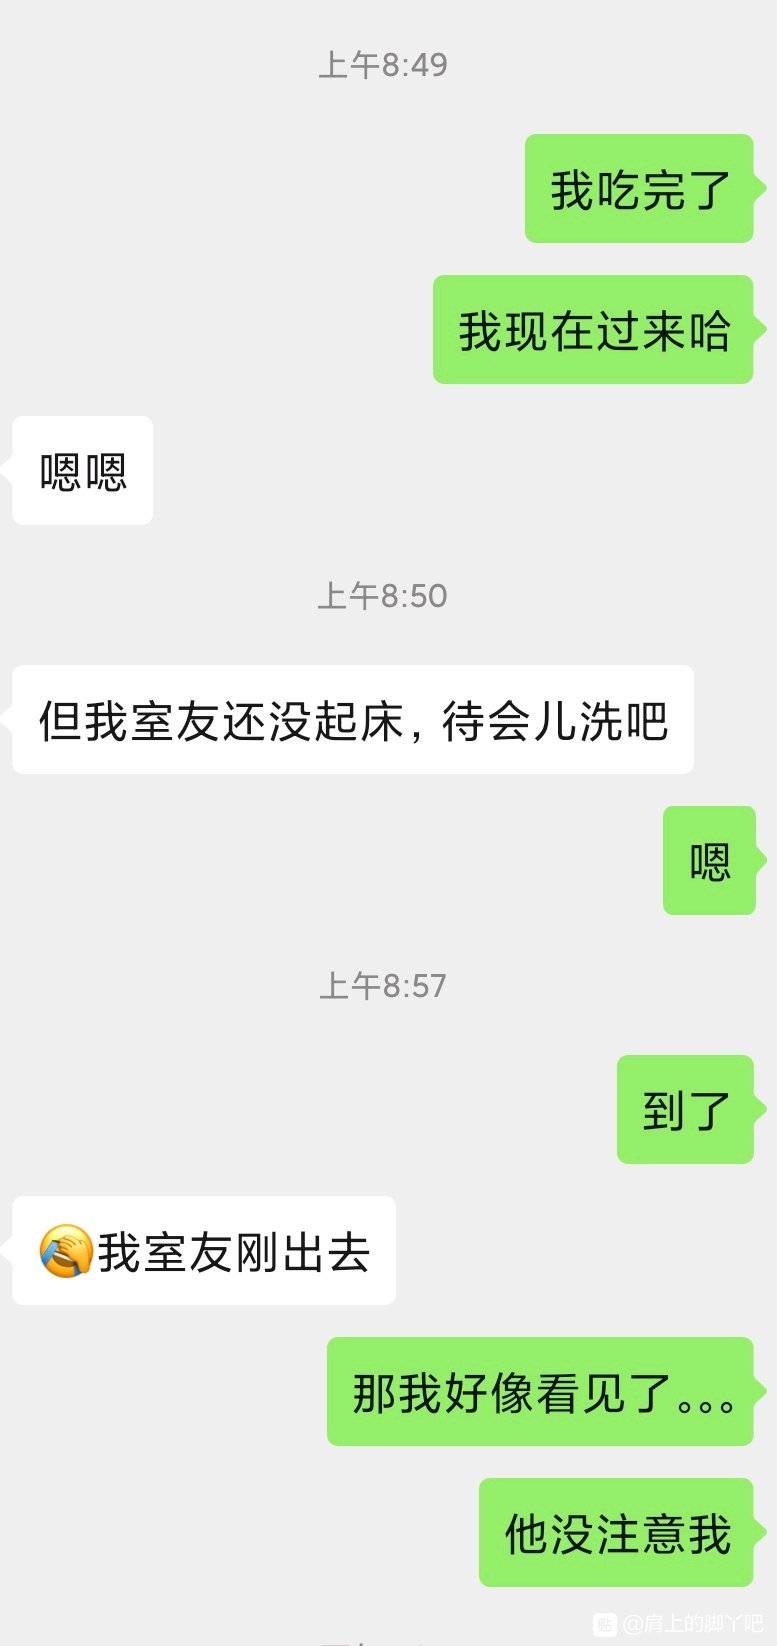 上午8:49
我吃完了
我现在过来哈
嗯嗯
上午8:50
但我室友还没起床，待会儿洗吧
嗯
上午8:57
到了
🤣我室友刚出去
那我好像看见了。。。
他没注意我
贴 @肩上的脚丫吧